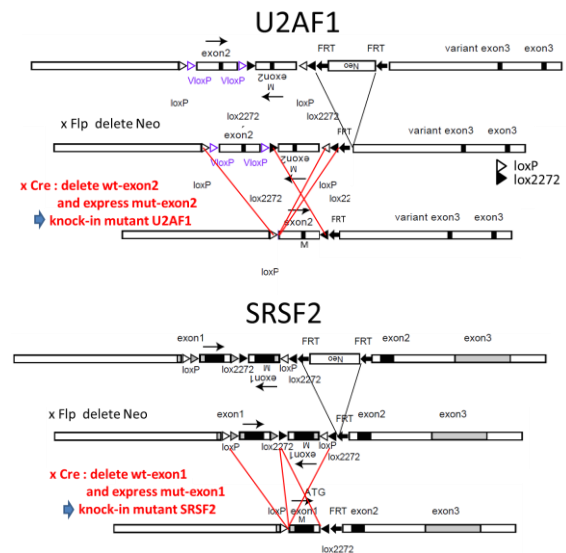 U2AF1
exon2
FRT
FRT
variant exon3
exon3
Neo
VloxP
VloxP
exon2
M
loxP
lox2272
loxP
lox2272
x Flp delete Neo
exon2
FRT
variant exon3
exon3
VloxP
VloxP
exon2
M
loxP
lox2272
loxP
lox2272
loxP
lox2272
x Cre : delete wt-exon2
and express mut-exon2
knock-in mutant U2AF1
exon2
FRT
variant exon3
exon3
M
loxP
SRSF2
exon1
FRT
FRT
exon2
exon3
Neo
M
exon1
loxP
lox2272
loxP
lox2272
x Flp delete Neo
exon1
FRT
exon2
exon3
M
exon1
loxP
lox2272
loxP
lox2272
x Cre : delete wt-exon1
and express mut-exon1
knock-in mutant SRSF2
ATG
loxP
exon1
FRT
exon2
exon3
M
lox2272